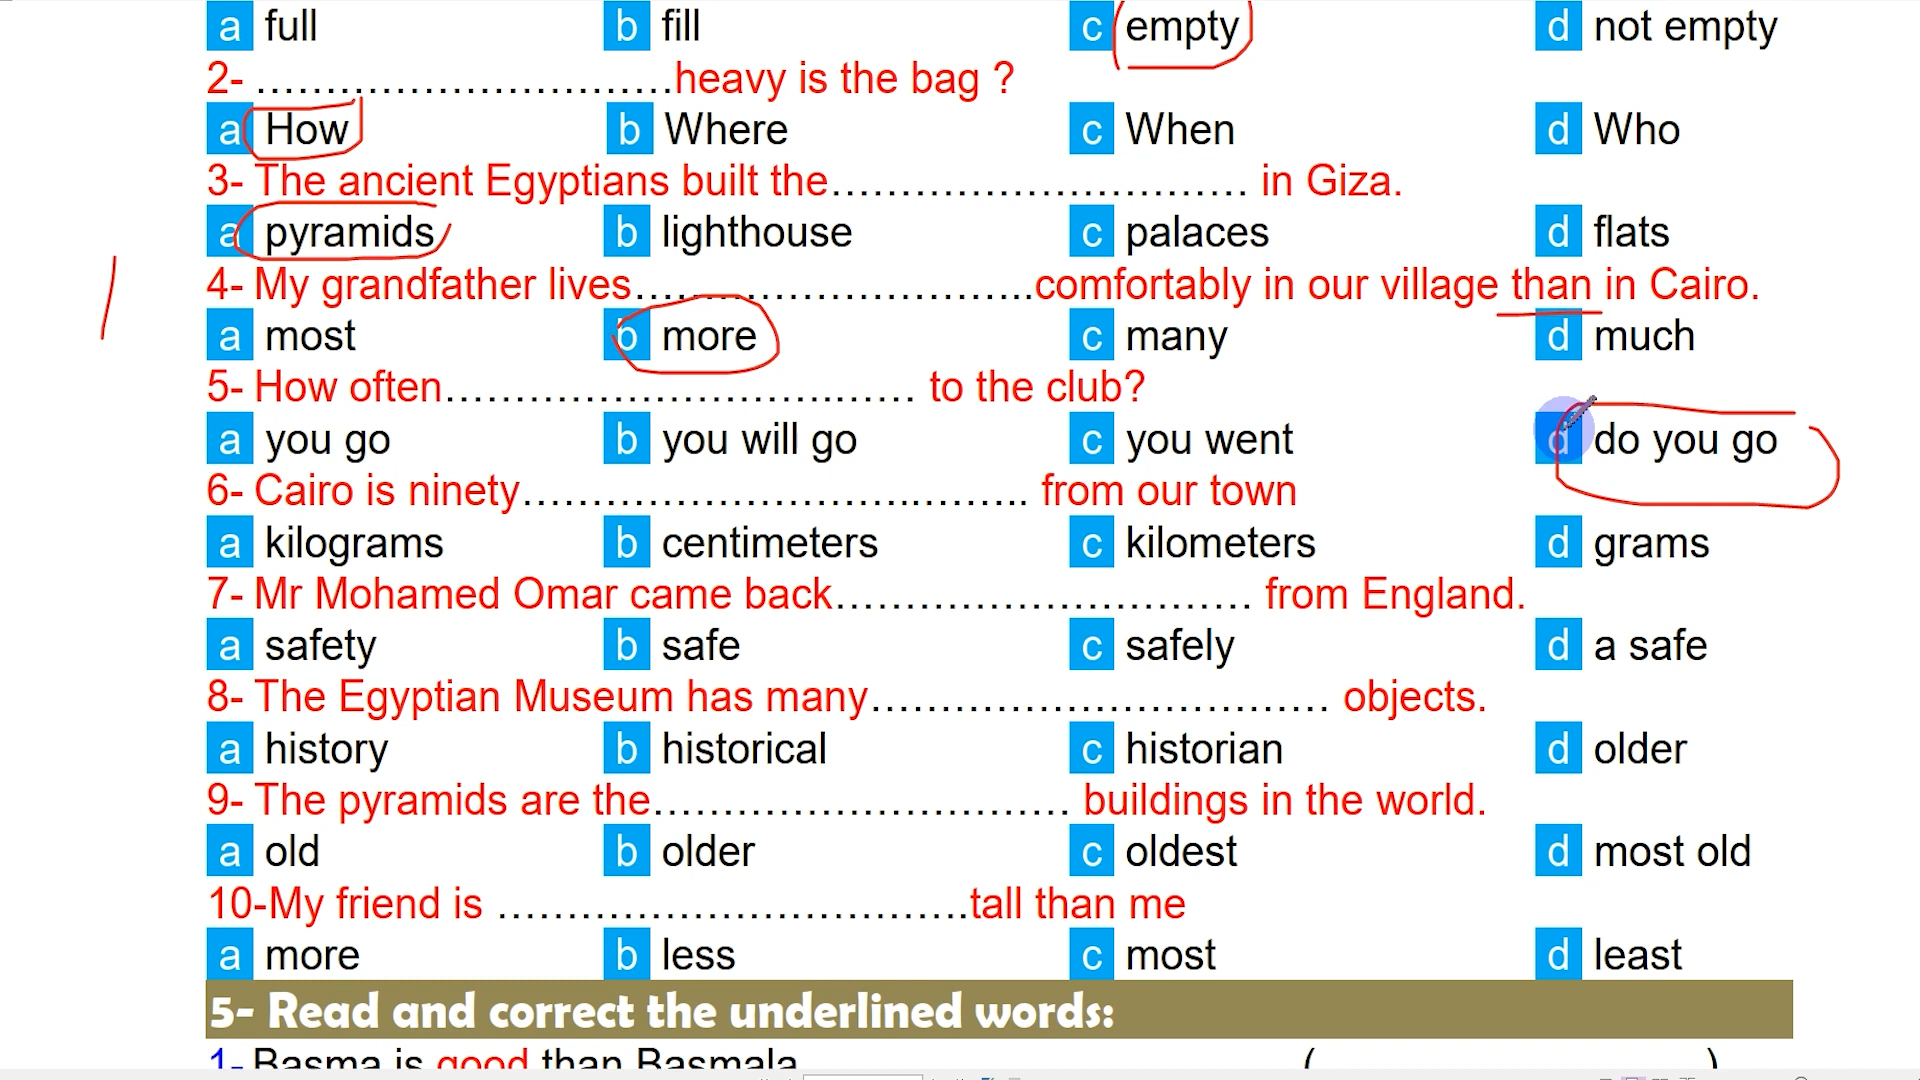 a full b fill c empty d not empty
2- ....................................heavy is the bag ?
a How b Where c When d Who
3- The ancient Egyptians built the.................................... in Giza.
a pyramids b lighthouse c palaces d flats
4- My grandfather lives....................................comfortably in our village than in Cairo.
a most b more c many d much
5- How often........................................ to the club?
a you go b you will go c you went d do you go
6- Cairo is ninety............................................ from our town
a kilograms b centimeters c kilometers d grams
7- Mr Mohamed Omar came back.................................... from England.
a safety b safe c safely d a safe
8- The Egyptian Museum has many....................................... objects.
a history b historical c historian d older
9- The pyramids are the.................................... buildings in the world.
a old b older c oldest d most old
10-My friend is ........................................tall than me
a more b less c most d least
5- Read and correct the underlined words:
1- Basma is good than Basmala ( )